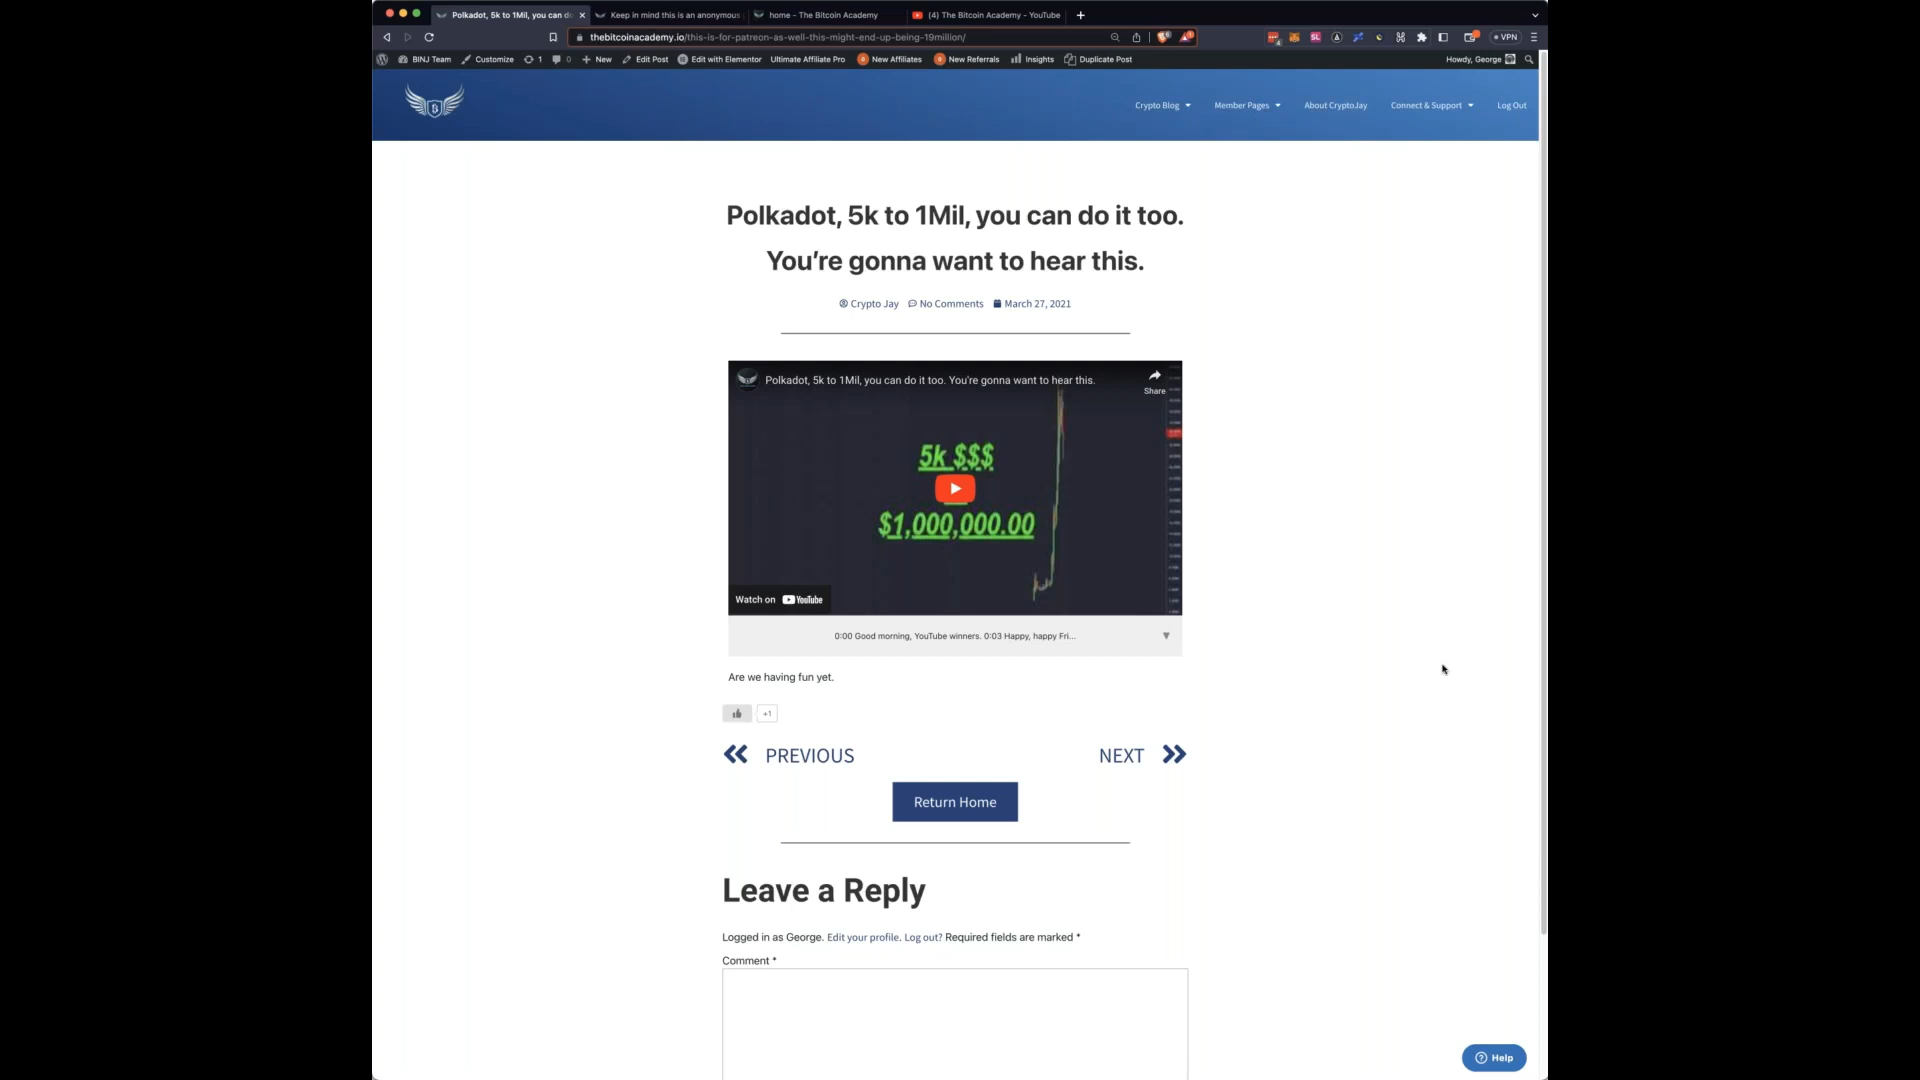 Polkadot, 5k to 1Mil, you can do
Keep in mind this is an anonymous
home - The Bitcoin Academy
(4) The Bitcoin Academy - YouTube
thebitcoinacademy.io/this-is-for-patreon-as-well-this-might-end-up-being-19million/
VPN
BINJ Team
Customize
1
0
New
Edit Post
Edit with Elementor
Ultimate Affiliate Pro
0 New Affiliates
0 New Referrals
Insights
Duplicate Post
Howdy, George
Crypto Blog
Member Pages
About CryptoJay
Connect & Support
Log Out
Polkadot, 5k to 1Mil, you can do it too.
You’re gonna want to hear this.
Crypto Jay
No Comments
March 27, 2021
Polkadot, 5k to 1Mil, you can do it too. You're gonna want to hear this.
Share
5k $$$
$1,000,000.00
Watch on YouTube
0:00 Good morning, YouTube winners. 0:03 Happy, happy Fri...
Are we having fun yet.
+1
PREVIOUS
NEXT
Return Home
Leave a Reply
Logged in as George. Edit your profile. Log out? Required fields are marked *
Comment *
Help